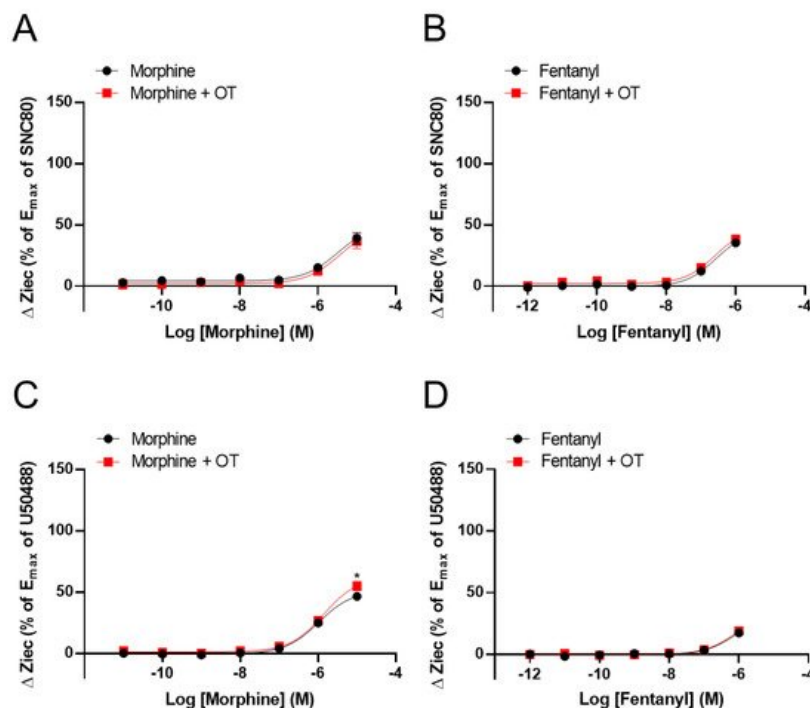 A
Morphine
Morphine + OT
Δ Ziec (% of Emax of SNC80)
150
100
50
0
-10
-8
-6
-4
Log [Morphine] (M)
B
Fentanyl
Fentanyl + OT
Δ Ziec (% of Emax of SNC80)
150
100
50
0
-12
-10
-8
-6
-4
Log [Fentanyl] (M)
C
Morphine
Morphine + OT
Δ Ziec (% of Emax of U50488)
150
100
50
0
*
-10
-8
-6
-4
Log [Morphine] (M)
D
Fentanyl
Fentanyl + OT
Δ Ziec (% of Emax of U50488)
150
100
50
0
-12
-10
-8
-6
-4
Log [Fentanyl] (M)